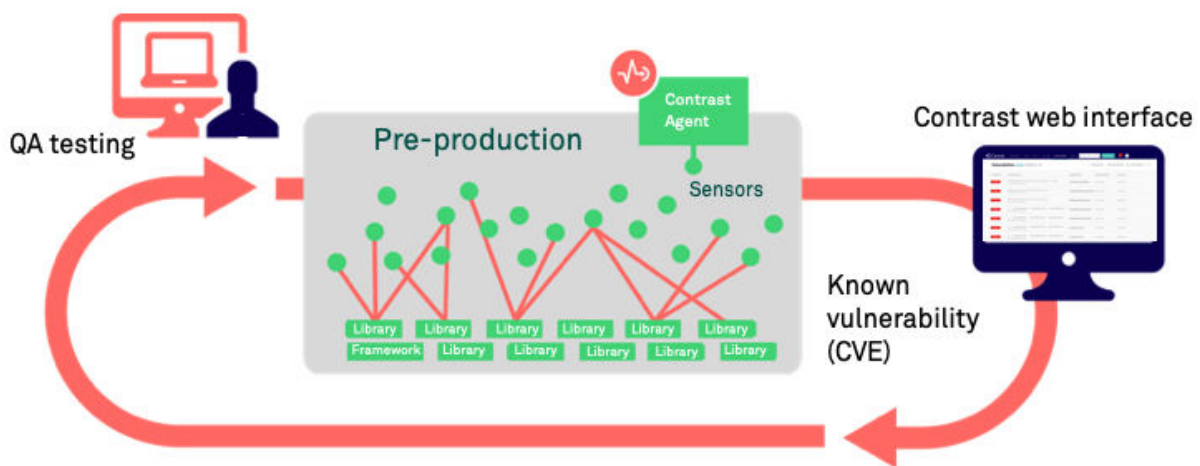 QA testing
Pre-production
Contrast
Agent
Sensors
Contrast web interface
Known
vulnerability
(CVE)
Library Library Library Library Library Library
Framework Library Library Library Library Library